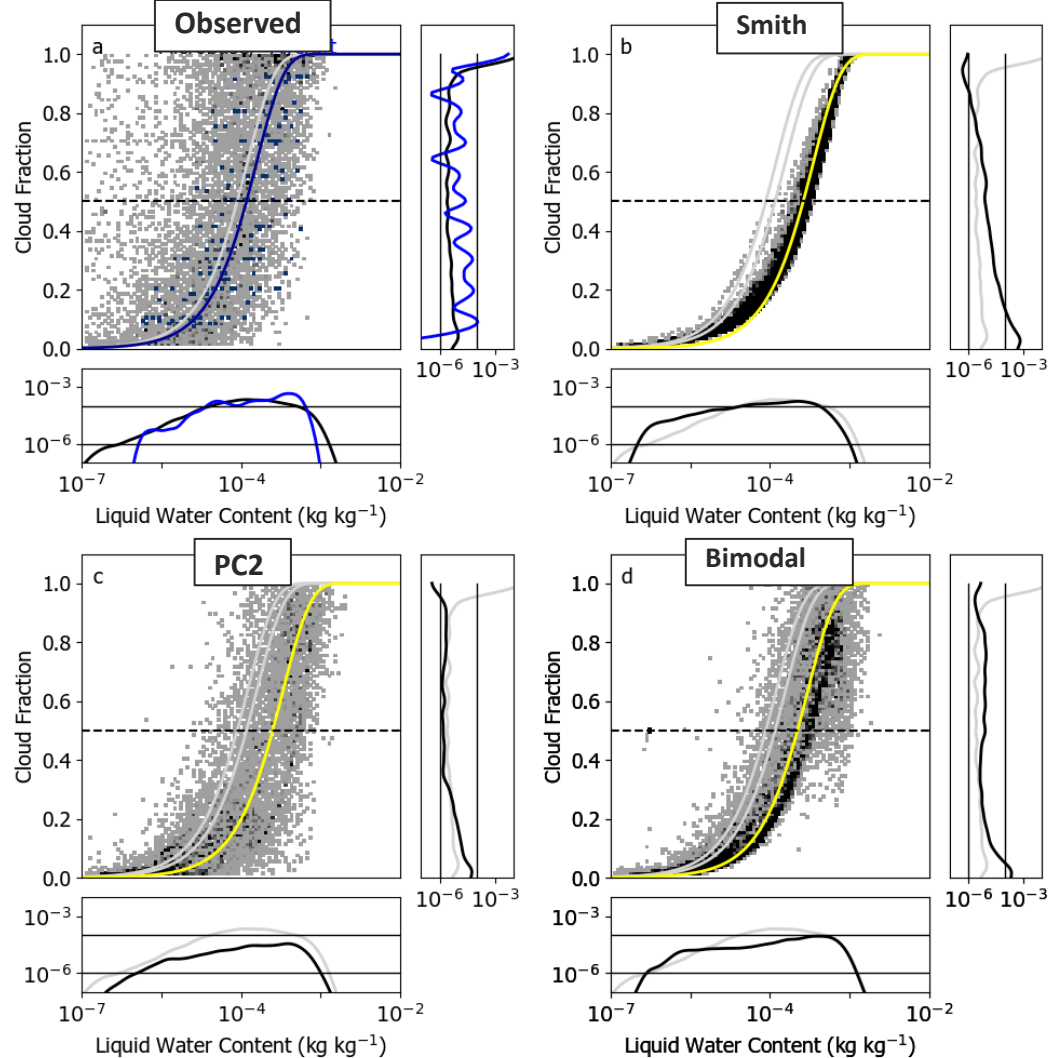 Observed
Smith
a
+
b
1.0
0.8
0.6
0.4
0.2
0.0
Cloud Fraction
10⁻⁶ 10⁻³
1.0
0.8
0.6
0.4
0.2
0.0
Cloud Fraction
10⁻⁶ 10⁻³
10⁻³
10⁻⁶
10⁻⁷ 10⁻⁴ 10⁻²
Liquid Water Content (kg kg⁻¹)
10⁻³
10⁻⁶
10⁻⁷ 10⁻⁴ 10⁻²
Liquid Water Content (kg kg⁻¹)
PC2
Bimodal
c
d
1.0
0.8
0.6
0.4
0.2
0.0
Cloud Fraction
10⁻⁶ 10⁻³
1.0
0.8
0.6
0.4
0.2
0.0
Cloud Fraction
10⁻⁶ 10⁻³
10⁻³
10⁻⁶
10⁻⁷ 10⁻⁴ 10⁻²
Liquid Water Content (kg kg⁻¹)
10⁻³
10⁻⁶
10⁻⁷ 10⁻⁴ 10⁻²
Liquid Water Content (kg kg⁻¹)